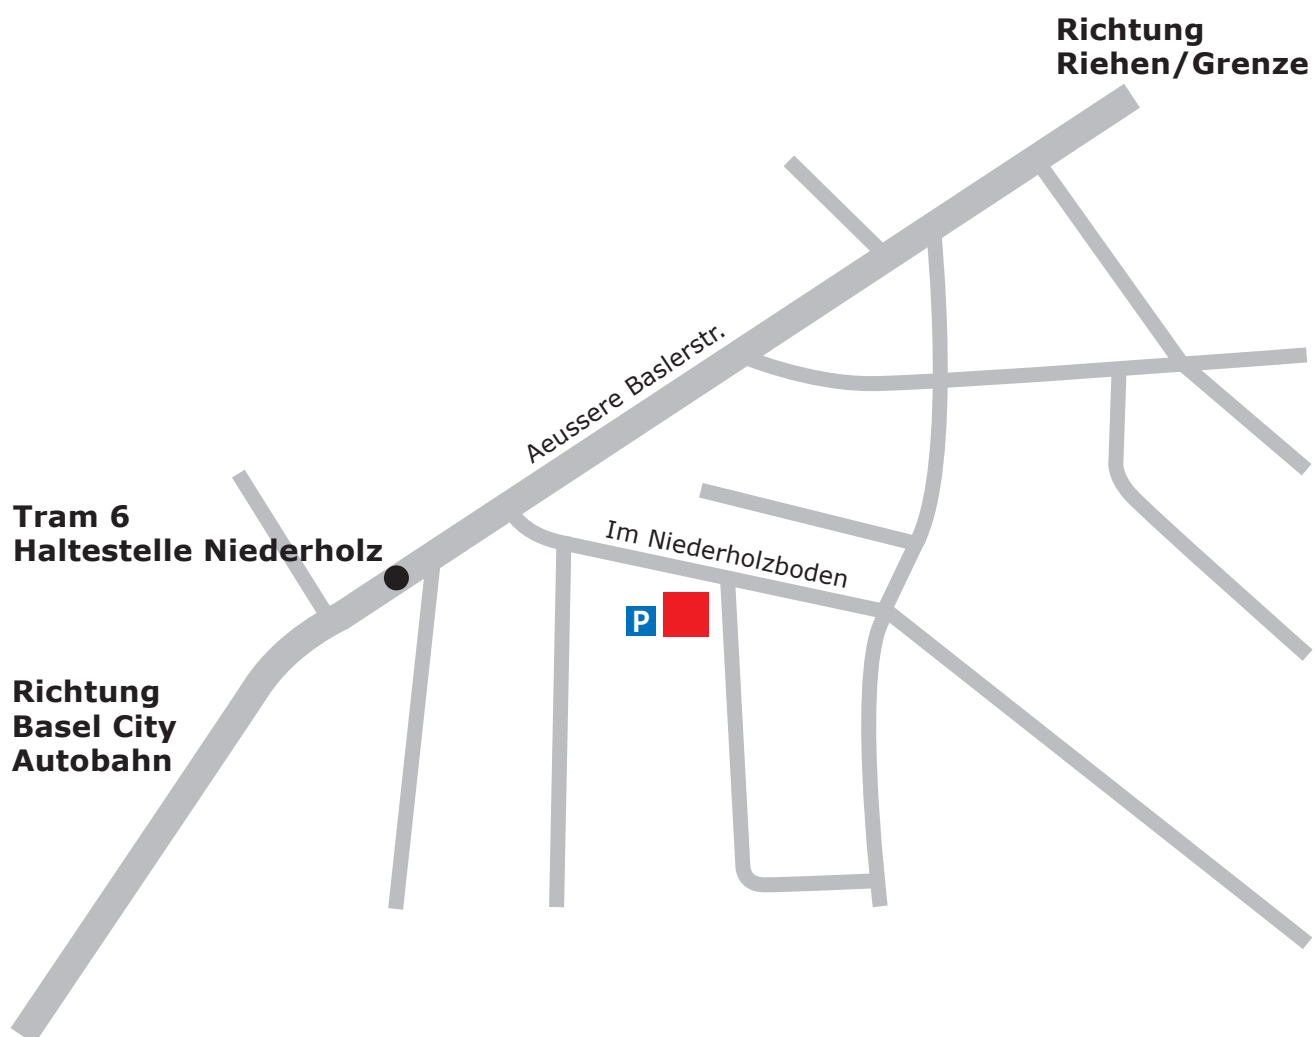 Richtung
Riehen/Grenze
Aeussere Baslerstr.
Tram 6
Haltestelle Niederholz
Im Niederholzboden
P
Richtung
Basel City
Autobahn